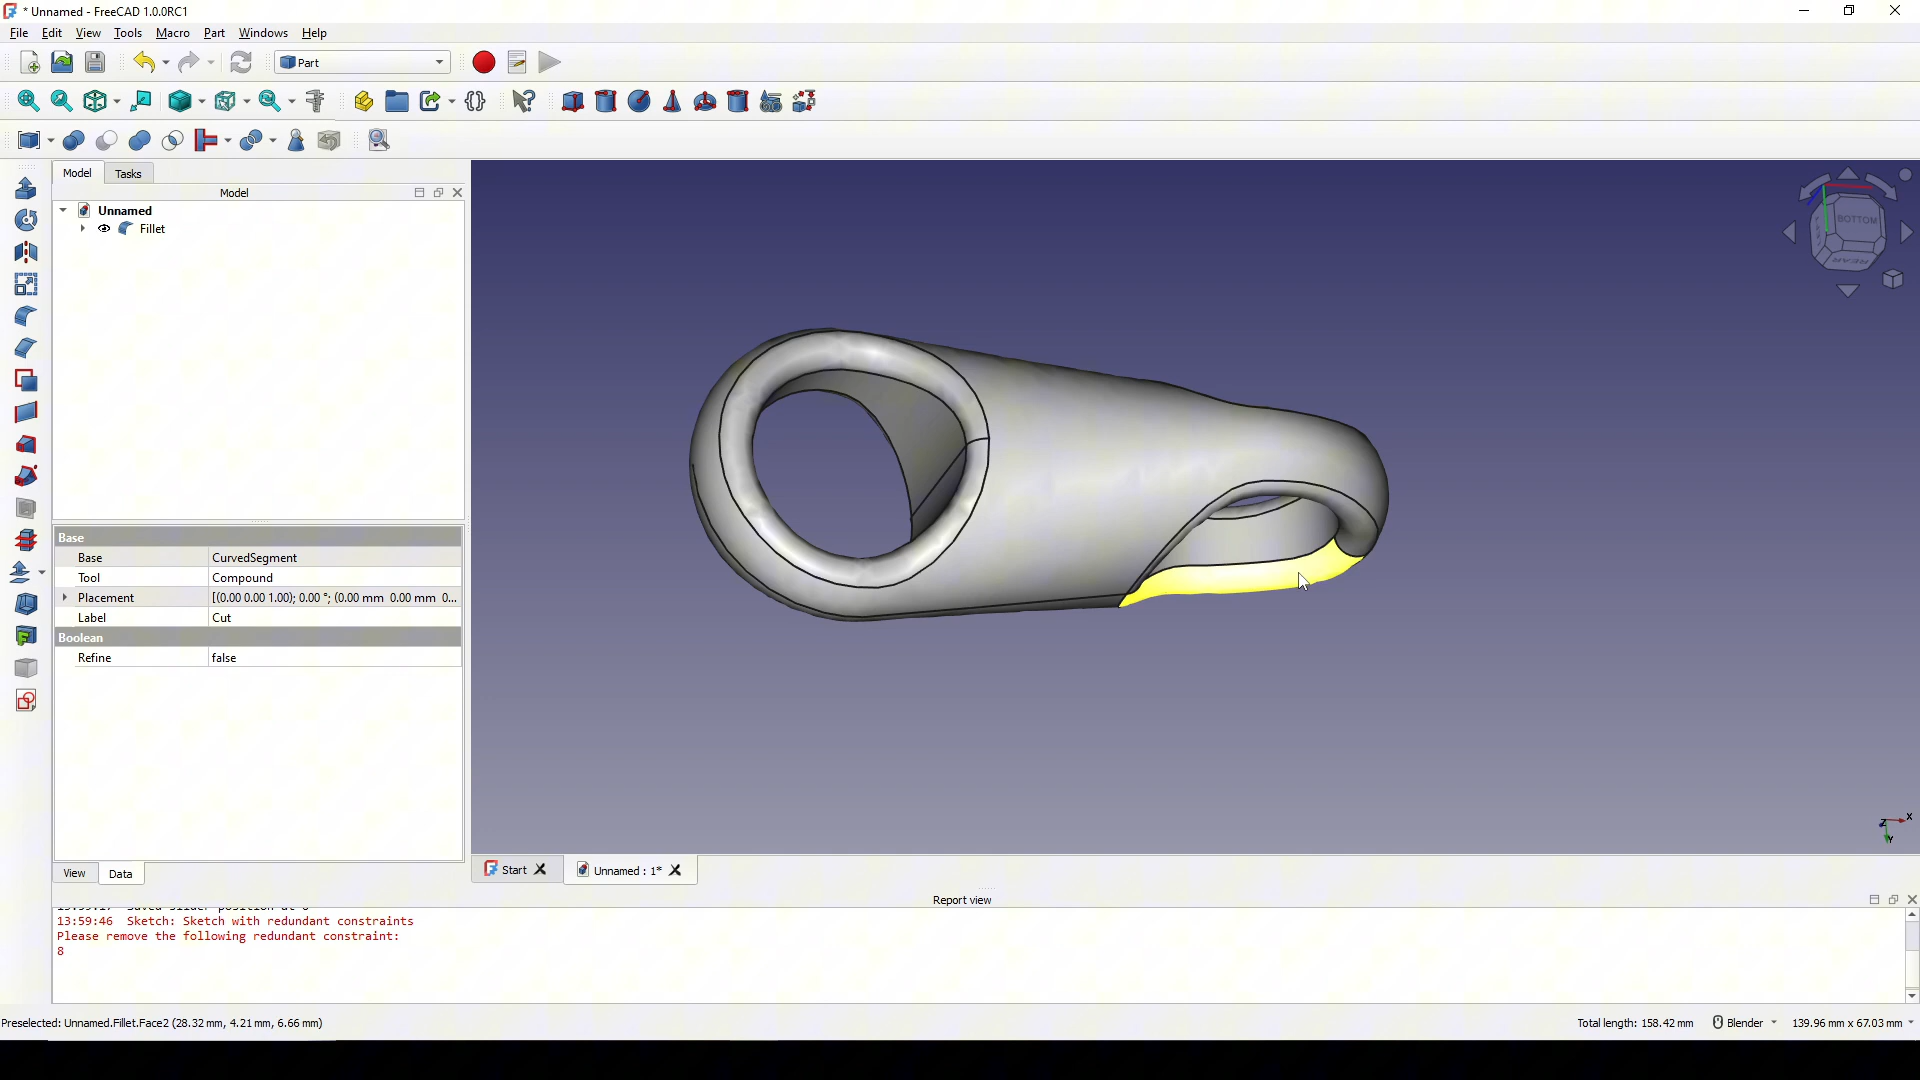 * Unnamed - FreeCAD 1.0.0RC1
File Edit View Tools Macro Part Windows Help
Part
Model Tasks
Model
Unnamed
Fillet
BOTTOM
REAR
Base
Base CurvedSegment
Tool Compound
Placement [(0.00 0.00 1.00); 0.00 °; (0.00 mm 0.00 mm 0...
Label Cut
Boolean
Refine false
X
Z
Y
View Data
Start
Unnamed : 1*
Report view
13:59:46 Sketch: Sketch with redundant constraints
Please remove the following redundant constraint:
8
Preselected: Unnamed.Fillet.Face2 (28.32 mm, 4.21 mm, 6.66 mm)
Total length: 158.42 mm Blender 139.96 mm x 67.03 mm